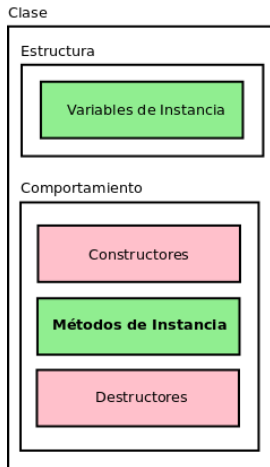 Clase
Estructura
Variables de Instancia
Comportamiento
Constructores
Métodos de Instancia
Destructores